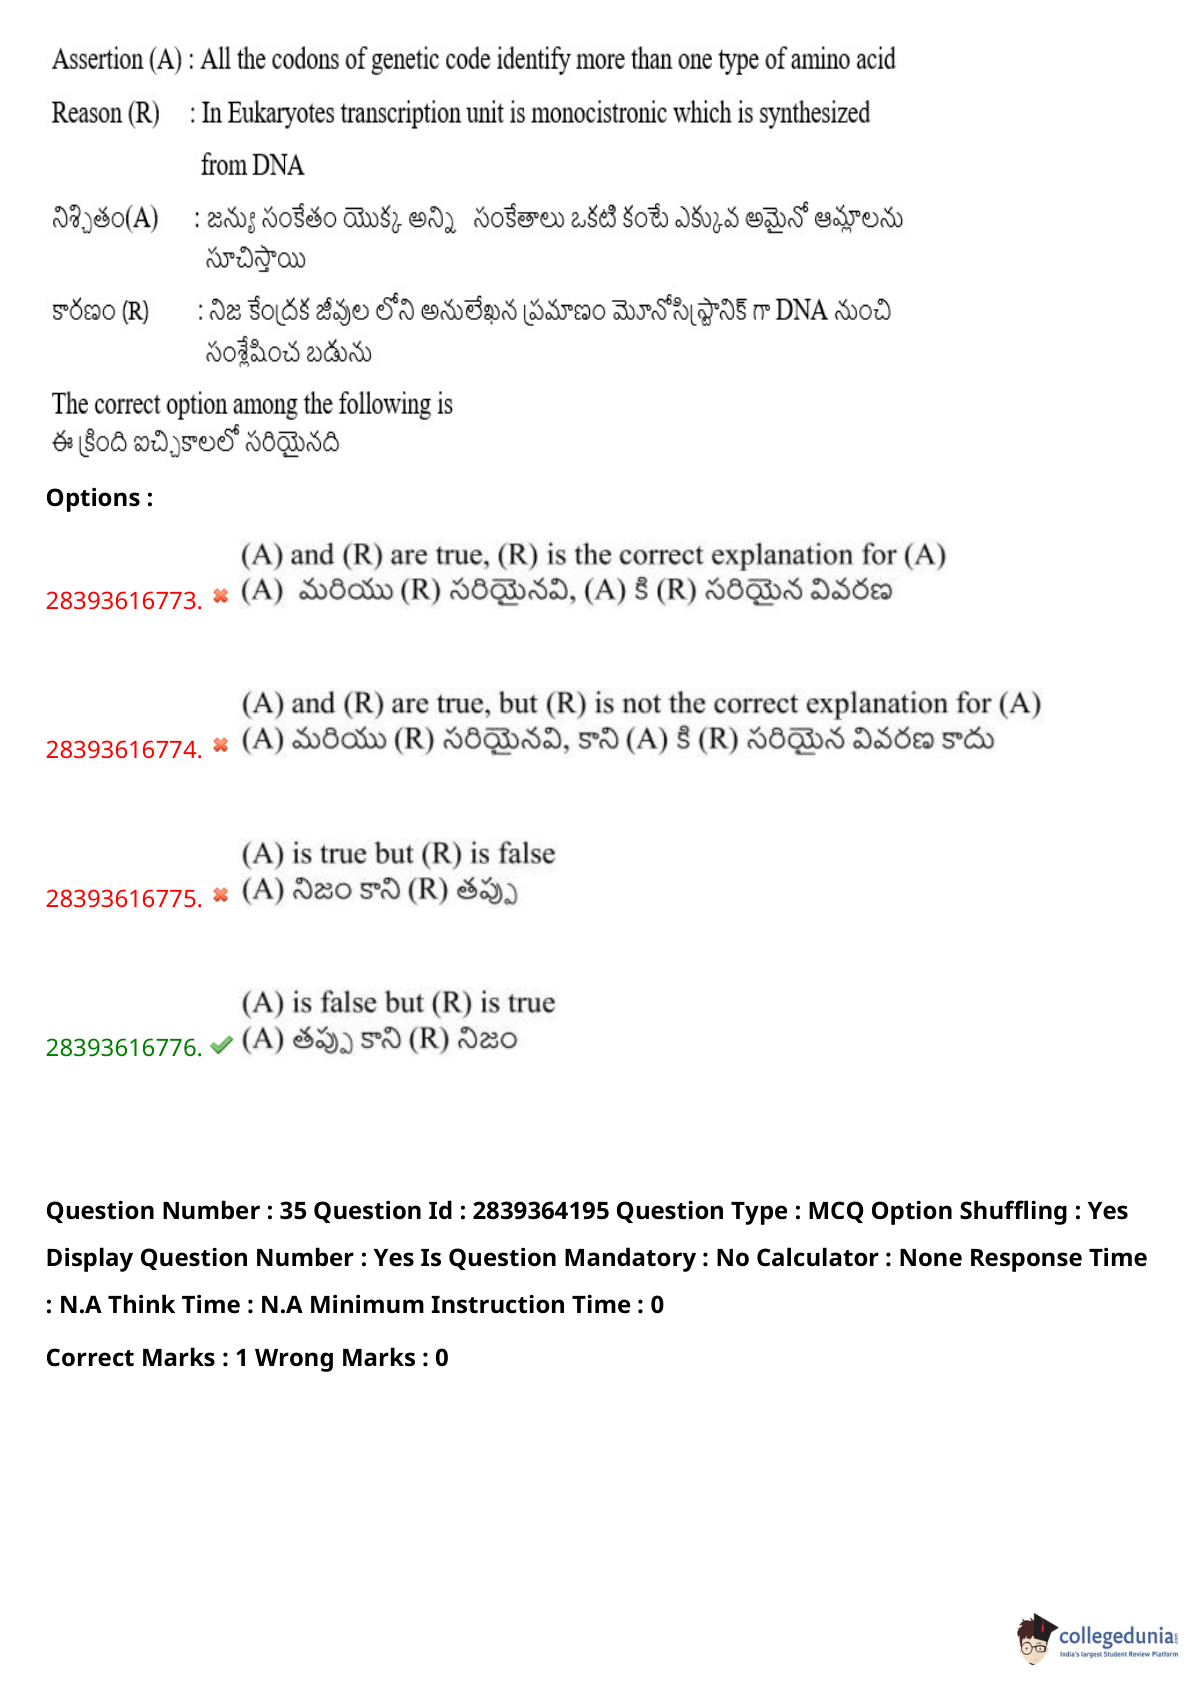 Assertion (A) : All the codons of genetic code identify more than one type of amino acid
Reason (R) : In Eukaryotes transcription unit is monocistronic which is synthesized
from DNA
నిశ్చితం(A) : జన్యు సంకేతం యొక్క అన్ని సంకేతాలు ఒకటి కంటే ఎక్కువ అమైనో ఆమ్లాలను
సూచిస్తాయి
కారణం (R) : నిజ కేంద్రక జీవుల లోని అనులేఖన ప్రమాణం మోనోసిస్ట్రానిక్ గా DNA నుంచి
సంశ్లేషించ బడును
The correct option among the following is
ఈ క్రింది ఐచ్చికాలలో సరియైనది
Options :
(A) and (R) are true, (R) is the correct explanation for (A)
28393616773. (A) మరియు (R) సరియైనవి, (A) కి (R) సరియైన వివరణ
(A) and (R) are true, but (R) is not the correct explanation for (A)
28393616774. (A) మరియు (R) సరియైనవి, కాని (A) కి (R) సరియైన వివరణ కాదు
(A) is true but (R) is false
28393616775. (A) నిజం కాని (R) తప్పు
(A) is false but (R) is true
28393616776. (A) తప్పు కాని (R) నిజం
Question Number : 35 Question Id : 2839364195 Question Type : MCQ Option Shuffling : Yes
Display Question Number : Yes Is Question Mandatory : No Calculator : None Response Time
: N.A Think Time : N.A Minimum Instruction Time : 0
Correct Marks : 1 Wrong Marks : 0
collegedunia
India's largest Student Review Platform